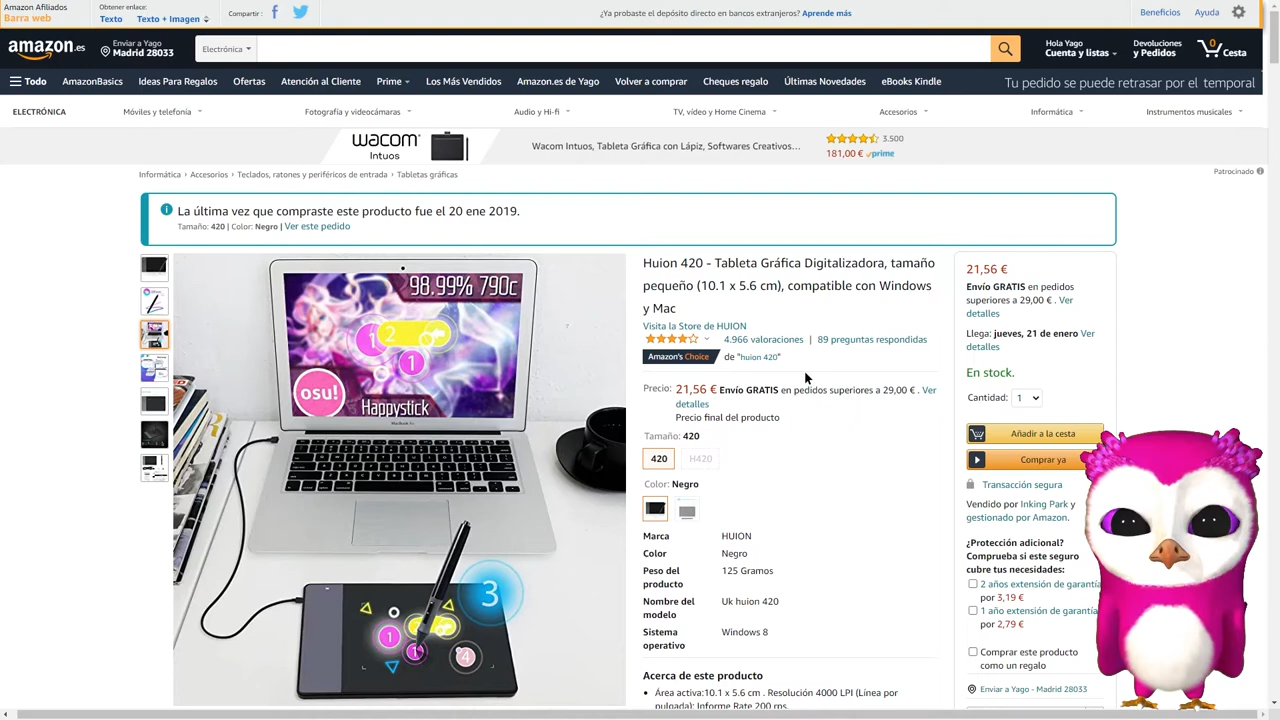 Amazon Afiliados
Barra web
Obtener enlace:
Texto
Texto + Imagen
Compartir :
¿Ya probaste el depósito directo en bancos extranjeros? Aprende más
Beneficios
Ayuda
amazon.es
Enviar a Yago
Madrid 28033
Electrónica
Hola Yago
Cuenta y listas
Devoluciones
y Pedidos
0
Cesta
Todo
AmazonBasics
Ideas Para Regalos
Ofertas
Atención al Cliente
Prime
Los Más Vendidos
Amazon.es de Yago
Volver a comprar
Cheques regalo
Últimas Novedades
eBooks Kindle
Tu pedido se puede retrasar por el temporal
ELECTRÓNICA
Móviles y telefonía
Fotografía y videocámaras
Audio y Hi-fi
TV, vídeo y Home Cinema
Accesorios
Informática
Instrumentos musicales
wacom
Intuos
Wacom Intuos, Tableta Gráfica con Lápiz, Softwares Creativos...
3.500
181,00 € prime
Informática › Accesorios › Teclados, ratones y periféricos de entrada › Tabletas gráficas
Patrocinado
La última vez que compraste este producto fue el 20 ene 2019.
Tamaño: 420 | Color: Negro | Ver este pedido
98.99% 790c
1
2
1
osu!
Happystick
MacBook Air
3
1
1
4
Huion 420 - Tableta Gráfica Digitalizadora, tamaño
pequeño (10.1 x 5.6 cm), compatible con Windows
y Mac
Visita la Store de HUION
4.966 valoraciones | 89 preguntas respondidas
Amazon's Choice de "huion 420"
Precio: 21,56 € Envío GRATIS en pedidos superiores a 29,00 € . Ver
detalles
Precio final del producto
Tamaño: 420
420
H420
Color: Negro
Marca HUION
Color Negro
Peso del
producto
125 Gramos
Nombre del
modelo
Uk huion 420
Sistema
operativo
Windows 8
Acerca de este producto
• Área activa:10.1 x 5.6 cm . Resolución 4000 LPI (Línea por
pulgada); Informe Rate 200 rps.
21,56 €
Envío GRATIS en pedidos
superiores a 29,00 € . Ver
detalles
Llega: jueves, 21 de enero Ver
detalles
En stock.
Cantidad: 1
Añadir a la cesta
Comprar ya
Transacción segura
Vendido por Inking Park y
gestionado por Amazon.
¿Protección adicional?
Comprueba si este seguro
cubre tus necesidades:
2 años extensión de garantía
por 3,19 €
1 año extensión de garantía
por 2,79 €
Comprar este producto
como un regalo
Enviar a Yago - Madrid 28033